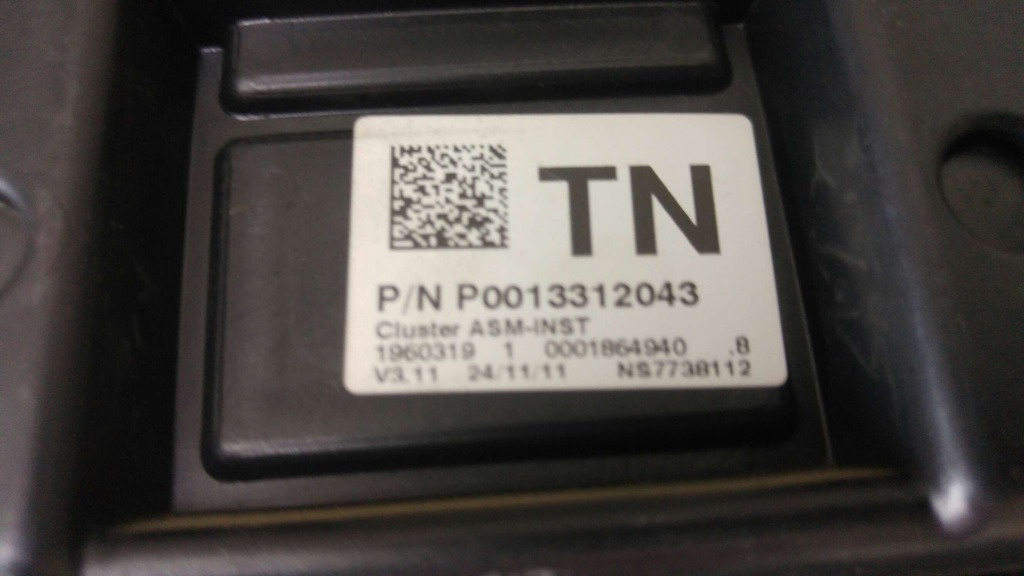 TN
P/N P0013312043
Cluster ASM-INST
1960319 1 0001864940 .8
V3.11 24/11/11 NS7738112